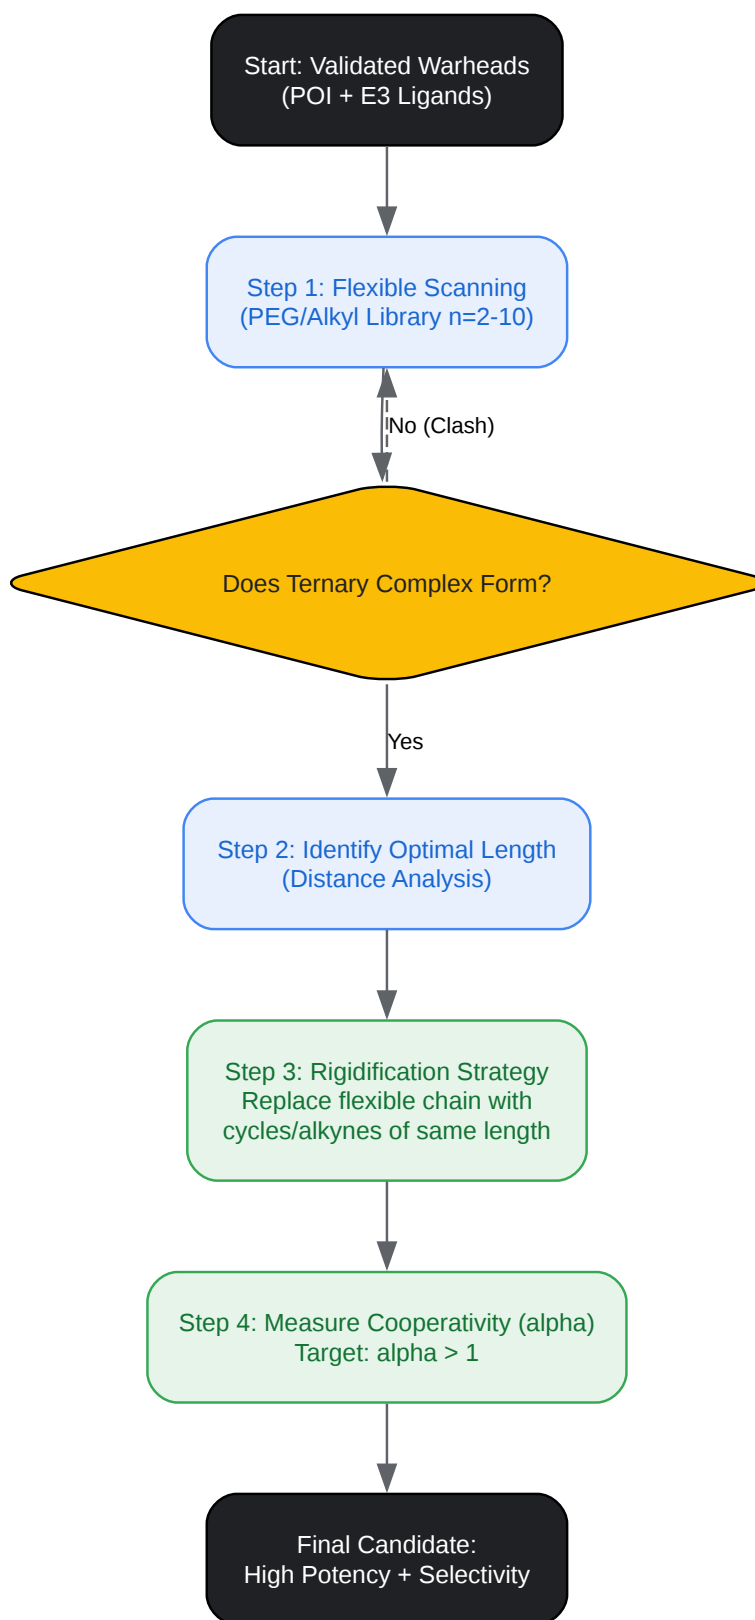 Start: Validated Warheads
(POI + E3 Ligands)
Step 1: Flexible Scanning
(PEG/Alkyl Library n=2-10)
No (Clash)
Does Ternary Complex Form?
Yes
Step 2: Identify Optimal Length
(Distance Analysis)
Step 3: Rigidification Strategy
Replace flexible chain with
cycles/alkynes of same length
Step 4: Measure Cooperativity (alpha)
Target: alpha > 1
Final Candidate:
High Potency + Selectivity